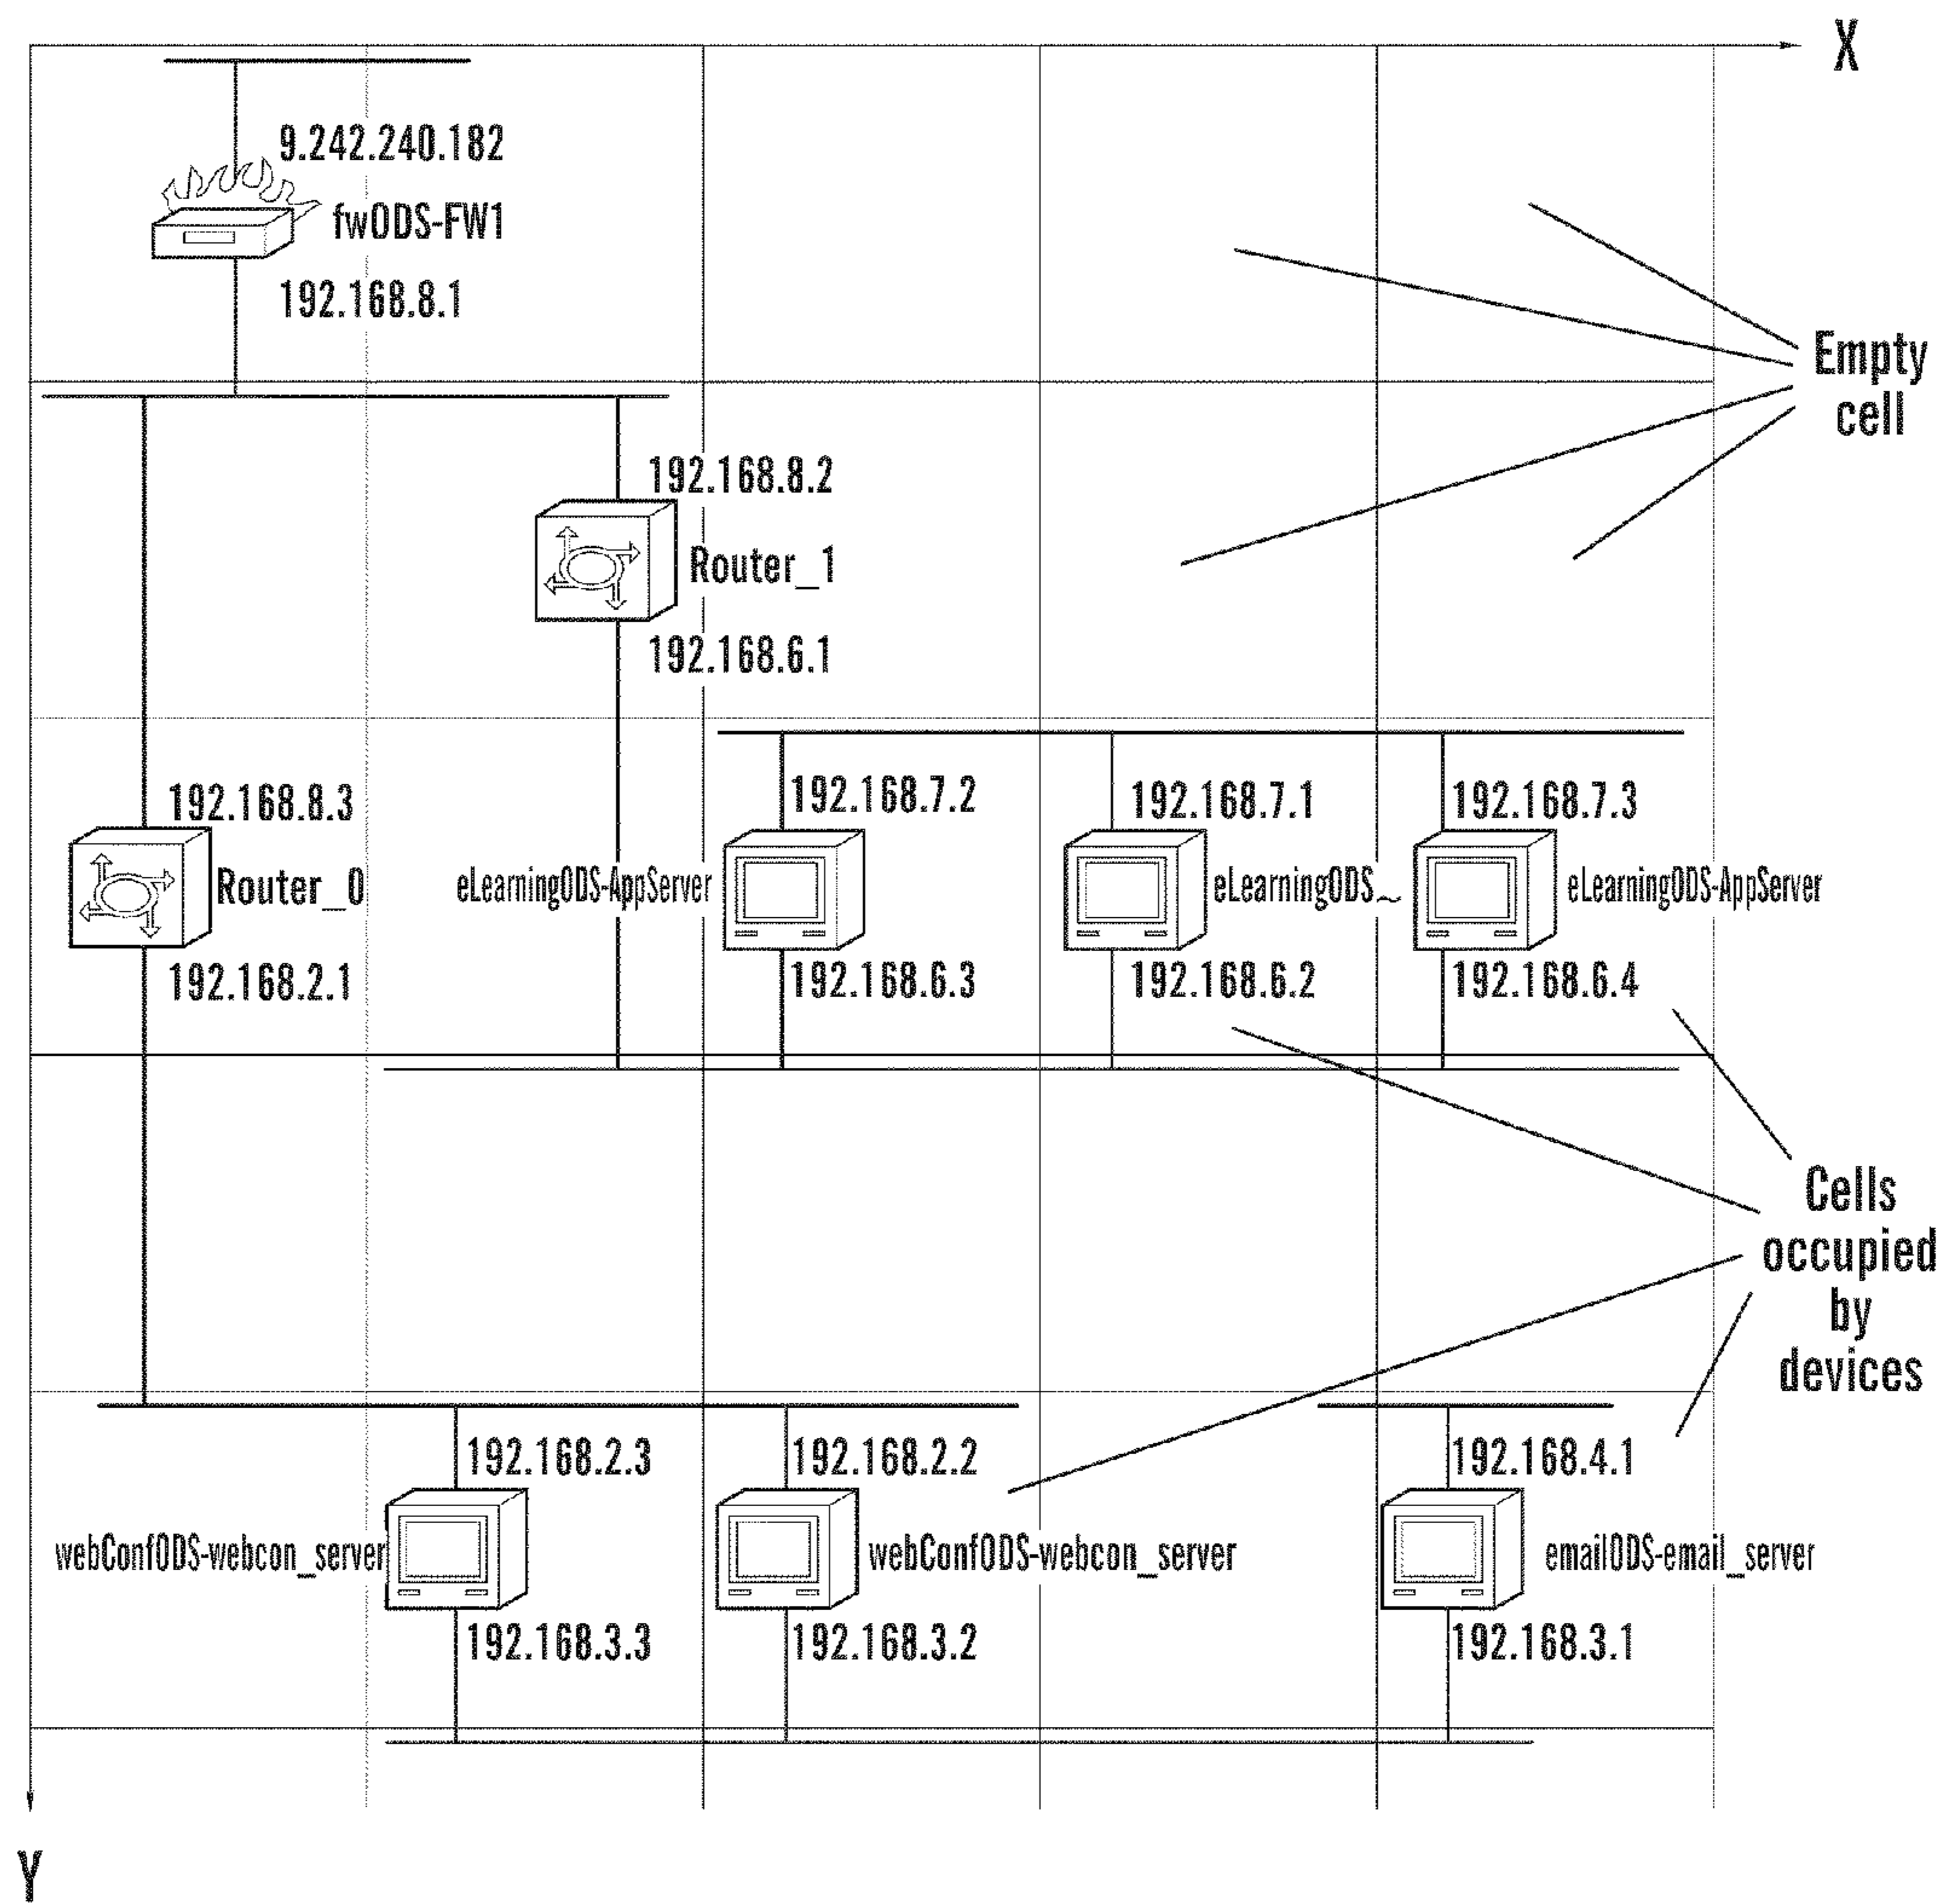 X
9.242.240.182
fwODS-FW1
192.168.8.1
Empty
cell
192.168.8.2
Router_1
192.168.6.1
192.168.8.3
Router_0
192.168.2.1
192.168.7.2
192.168.7.1
192.168.7.3
eLearningODS-AppServer
eLearningODS~
eLearningODS-AppServer
192.168.6.3
192.168.6.2
192.168.6.4
Cells
occupied
by
devices
192.168.2.3
192.168.2.2
192.168.4.1
webConfODS-webcon_server
webConfODS-webcon_server
emailODS-email_server
192.168.3.3
192.168.3.2
192.168.3.1
Y